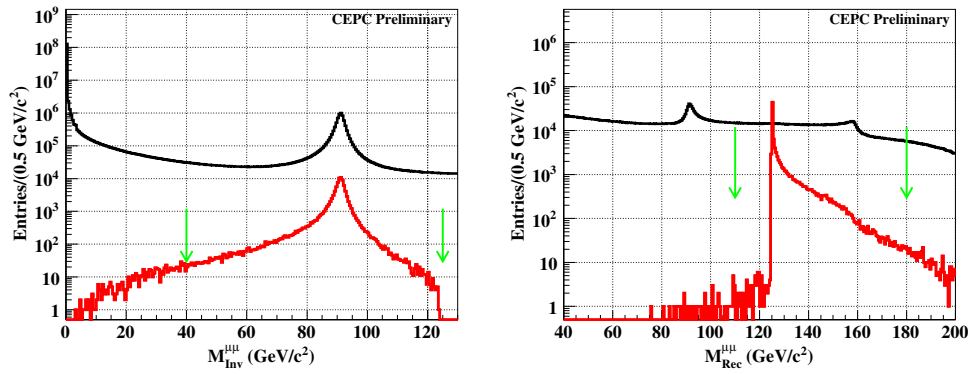 CEPC Preliminary
Entries/(0.5 GeV/c²)
10⁹
10⁸
10⁷
10⁶
10⁵
10⁴
10³
10²
10
1
0 20 40 60 80 100 120
M^μμ_Inv (GeV/c²)
CEPC Preliminary
Entries/(0.5 GeV/c²)
10⁶
10⁵
10⁴
10³
10²
10
1
40 60 80 100 120 140 160 180 200
M^μμ_Rec (GeV/c²)